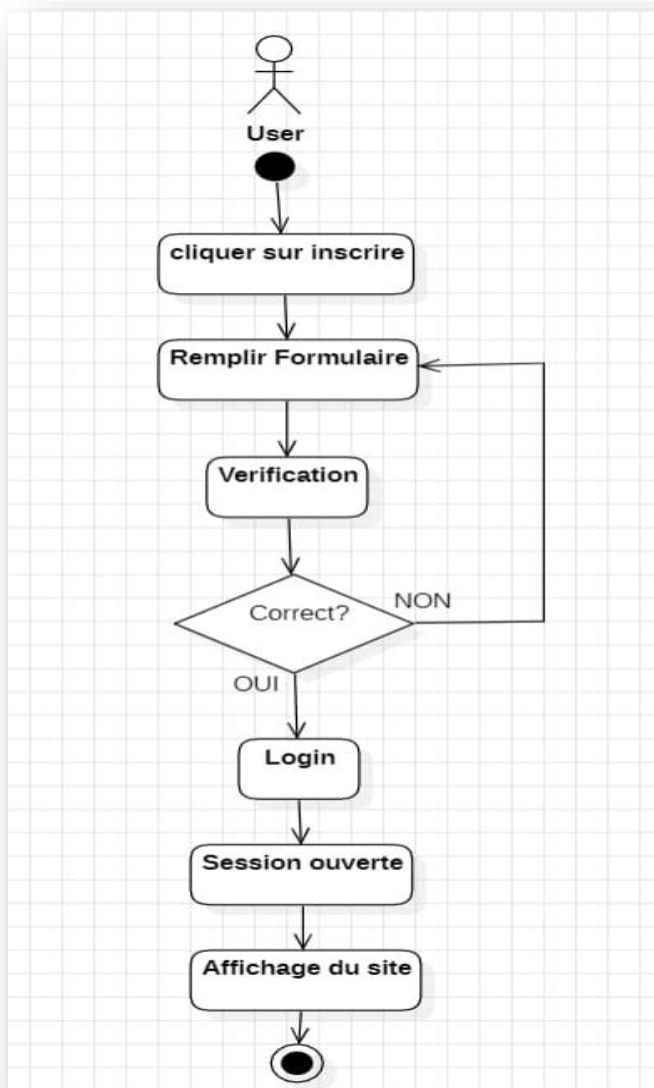 User
cliquer sur inscrire
Remplir Formulaire
Verification
Correct?
NON
OUI
Login
Session ouverte
Affichage du site